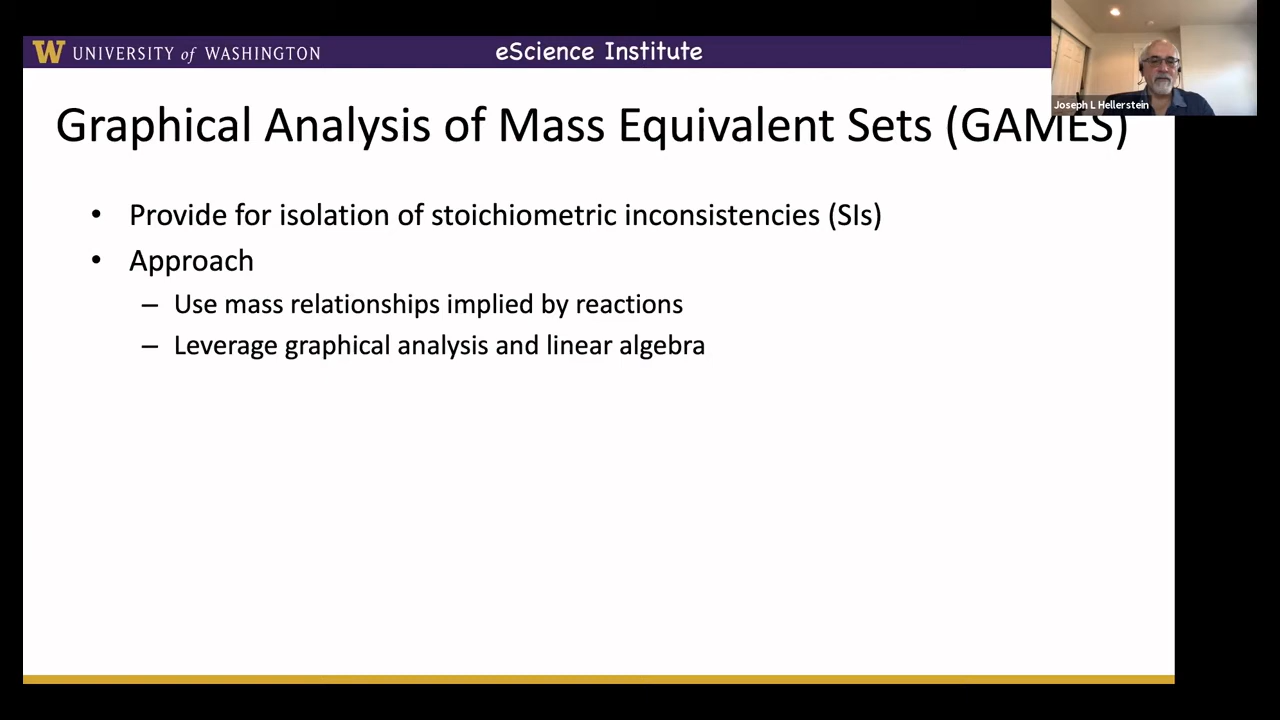 W UNIVERSITY of WASHINGTON
eScience Institute
Joseph L Hellerstein
Graphical Analysis of Mass Equivalent Sets (GAMES)
• Provide for isolation of stoichiometric inconsistencies (SIs)
• Approach
– Use mass relationships implied by reactions
– Leverage graphical analysis and linear algebra